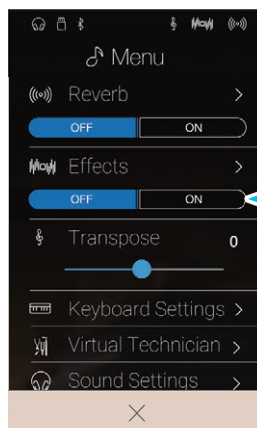 Menu
Reverb
OFF ON
Effects
OFF ON
Transpose 0
Keyboard Settings
Virtual Technician
Sound Settings